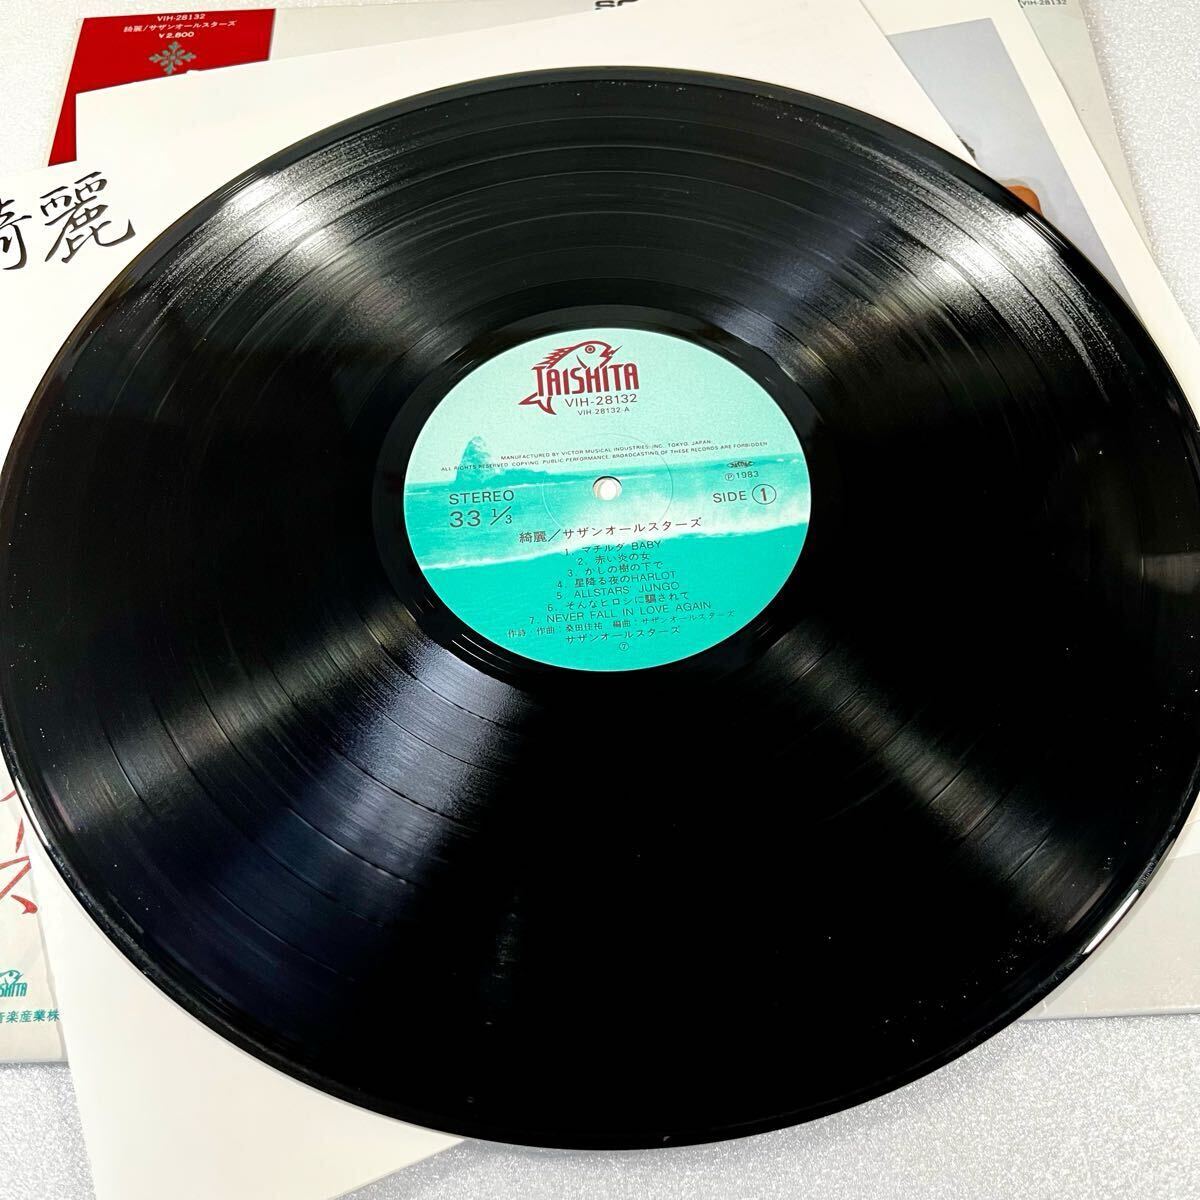 VIH-28132
綺麗/サザンオールスターズ
¥2,800
VIH-28132
綺麗
TAISHITA
VIH-28132
VIH-28132-A
MANUFACTURED BY VICTOR MUSICAL INDUSTRIES, INC. TOKYO, JAPAN.
ALL RIGHTS RESERVED. COPYING, PUBLIC PERFORMANCE, BROADCASTING OF THESE RECORDS ARE FORBIDDEN
STEREO
33 1/3
Ⓟ1983
SIDE 1
綺麗/サザンオールスターズ
1. マチルダ BABY
2. 赤い炎の女
3. かしの樹の下で
4. 星降る夜のHARLOT
5. ALLSTARS' JUNGO
6. そんなヒロシに騙されて
7. NEVER FALL IN LOVE AGAIN
作詩・作曲:桑田佳祐 編曲:サザンオールスターズ
サザンオールスターズ
SHITA
音楽産業株